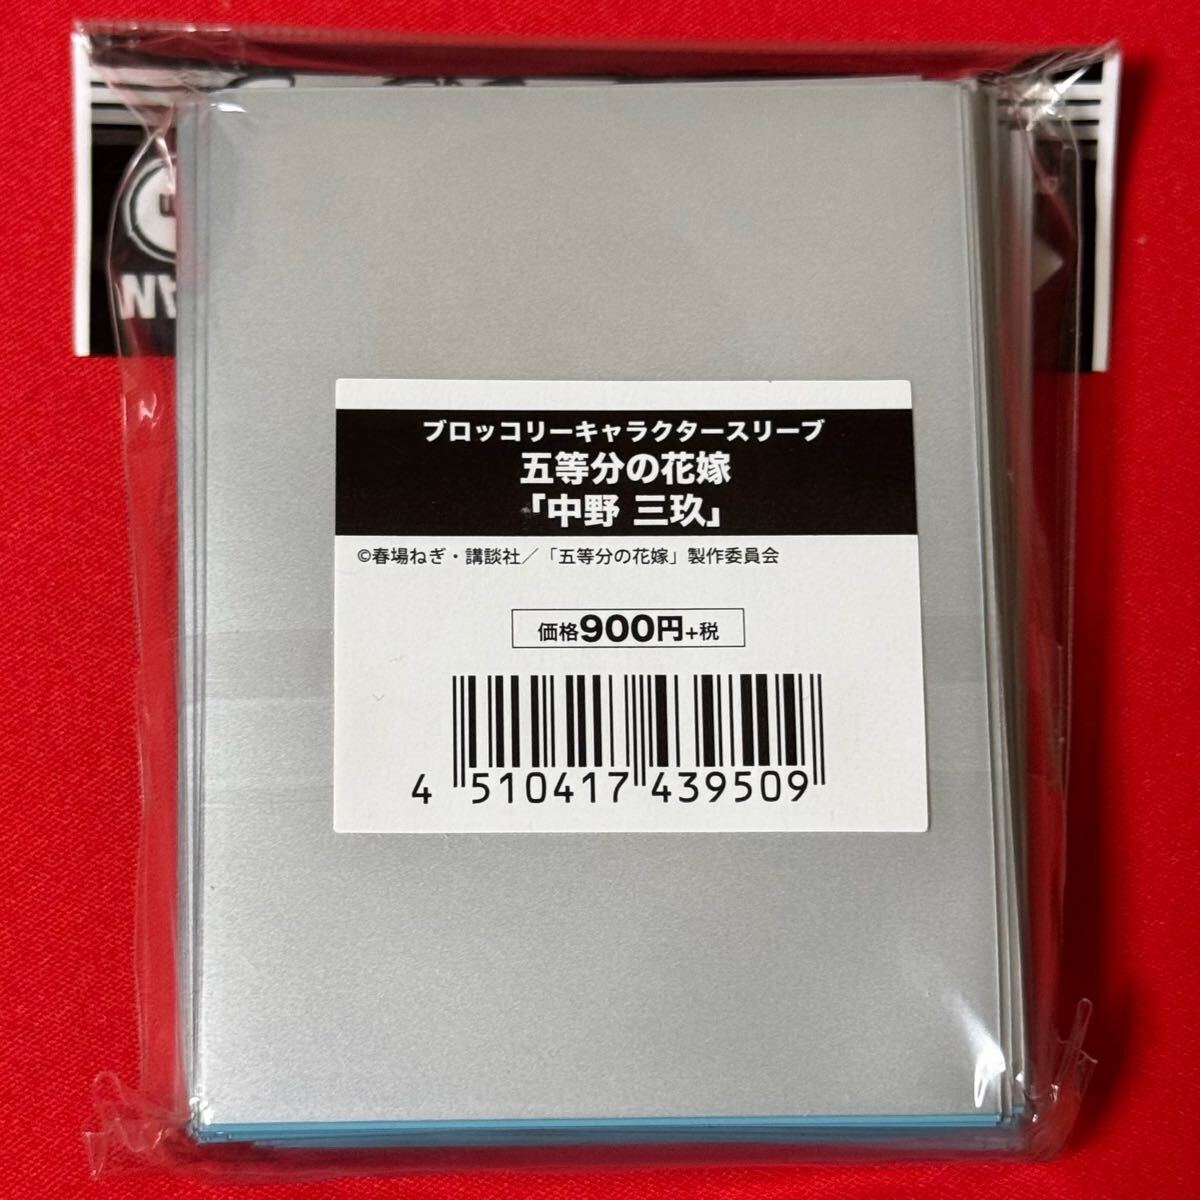 ブロッコリーキャラクタースリーブ
五等分の花嫁
「中野 三玖」
©春場ねぎ・講談社／「五等分の花嫁」製作委員会
価格900円+税
4 510417 439509